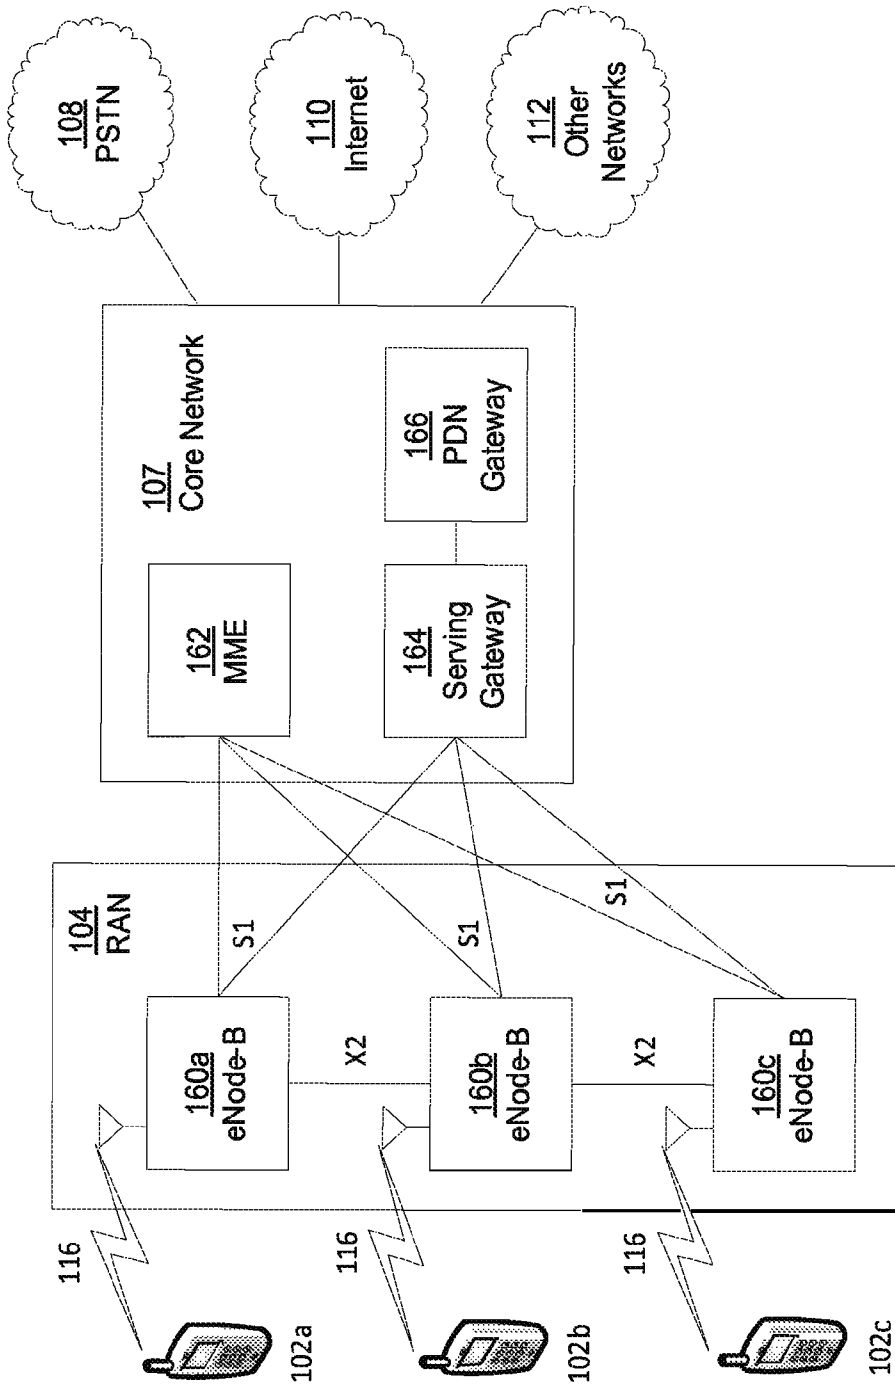 108
PSTN
110
Internet
112
Other
Networks
107
Core Network
162
MME
164
Serving
Gateway
166
PDN
Gateway
104
RAN
S1
S1
S1
160a
eNode-B
X2
160b
eNode-B
X2
160c
eNode-B
116
116
116
102a
102b
102c